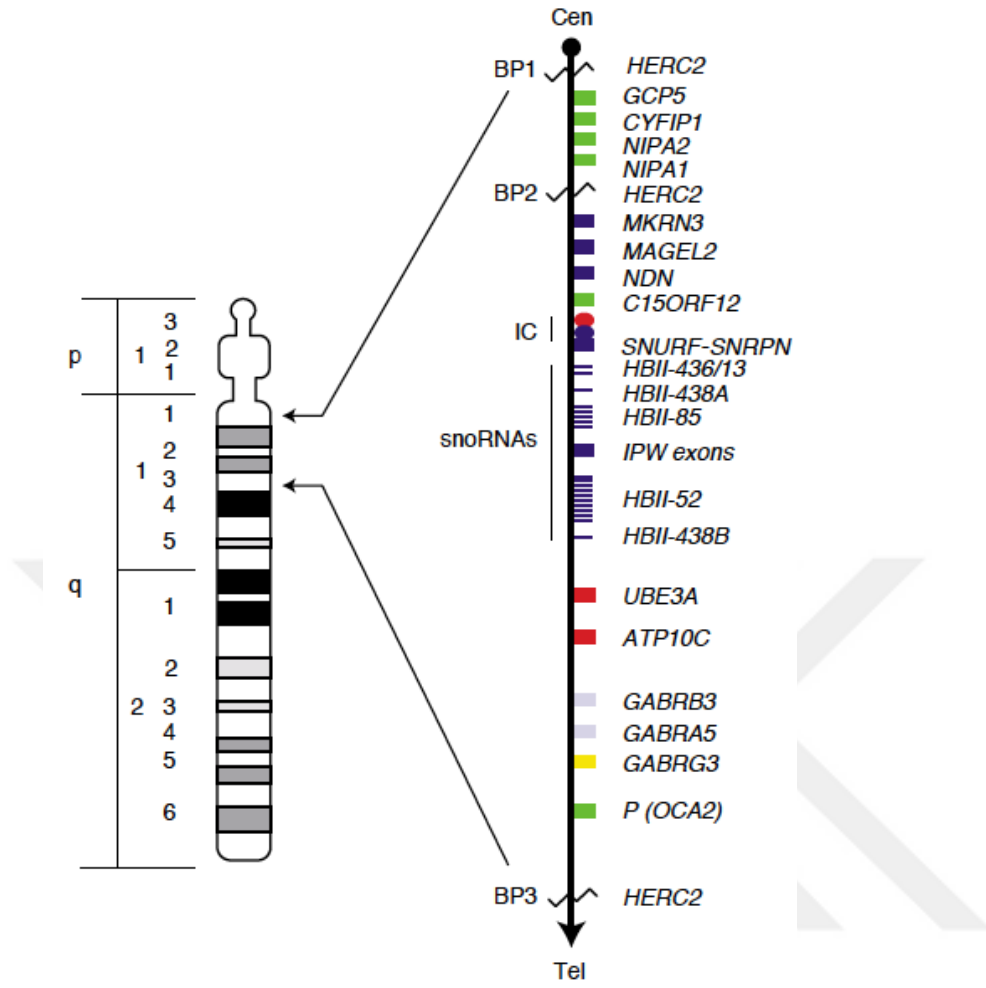 Cen
BP1 HERC2
GCP5
CYFIP1
NIPA2
NIPA1
BP2 HERC2
MKRN3
MAGEL2
NDN
C15ORF12
IC
SNURF-SNRPN
HBII-436/13
HBII-438A
HBII-85
snoRNAs
IPW exons
HBII-52
HBII-438B
UBE3A
ATP10C
GABRB3
GABRA5
GABRG3
P (OCA2)
BP3 HERC2
Tel
p
1
3
2
1
q
1
1
2
3
4
5
2
1
2
3
4
5
6